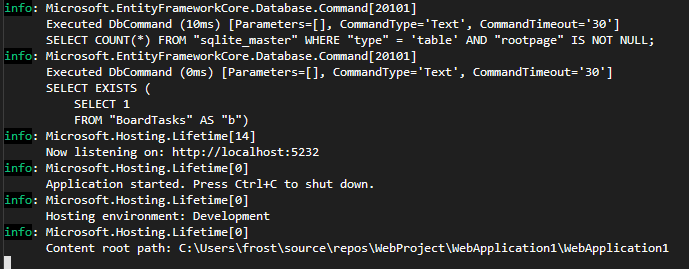 info: Microsoft.EntityFrameworkCore.Database.Command[20101]
Executed DbCommand (10ms) [Parameters=[], CommandType='Text', CommandTimeout='30']
SELECT COUNT(*) FROM "sqlite_master" WHERE "type" = 'table' AND "rootpage" IS NOT NULL;
info: Microsoft.EntityFrameworkCore.Database.Command[20101]
Executed DbCommand (0ms) [Parameters=[], CommandType='Text', CommandTimeout='30']
SELECT EXISTS (
SELECT 1
FROM "BoardTasks" AS "b")
info: Microsoft.Hosting.Lifetime[14]
Now listening on: http://localhost:5232
info: Microsoft.Hosting.Lifetime[0]
Application started. Press Ctrl+C to shut down.
info: Microsoft.Hosting.Lifetime[0]
Hosting environment: Development
info: Microsoft.Hosting.Lifetime[0]
Content root path: C:\Users\frost\source\repos\WebProject\WebApplication1\WebApplication1